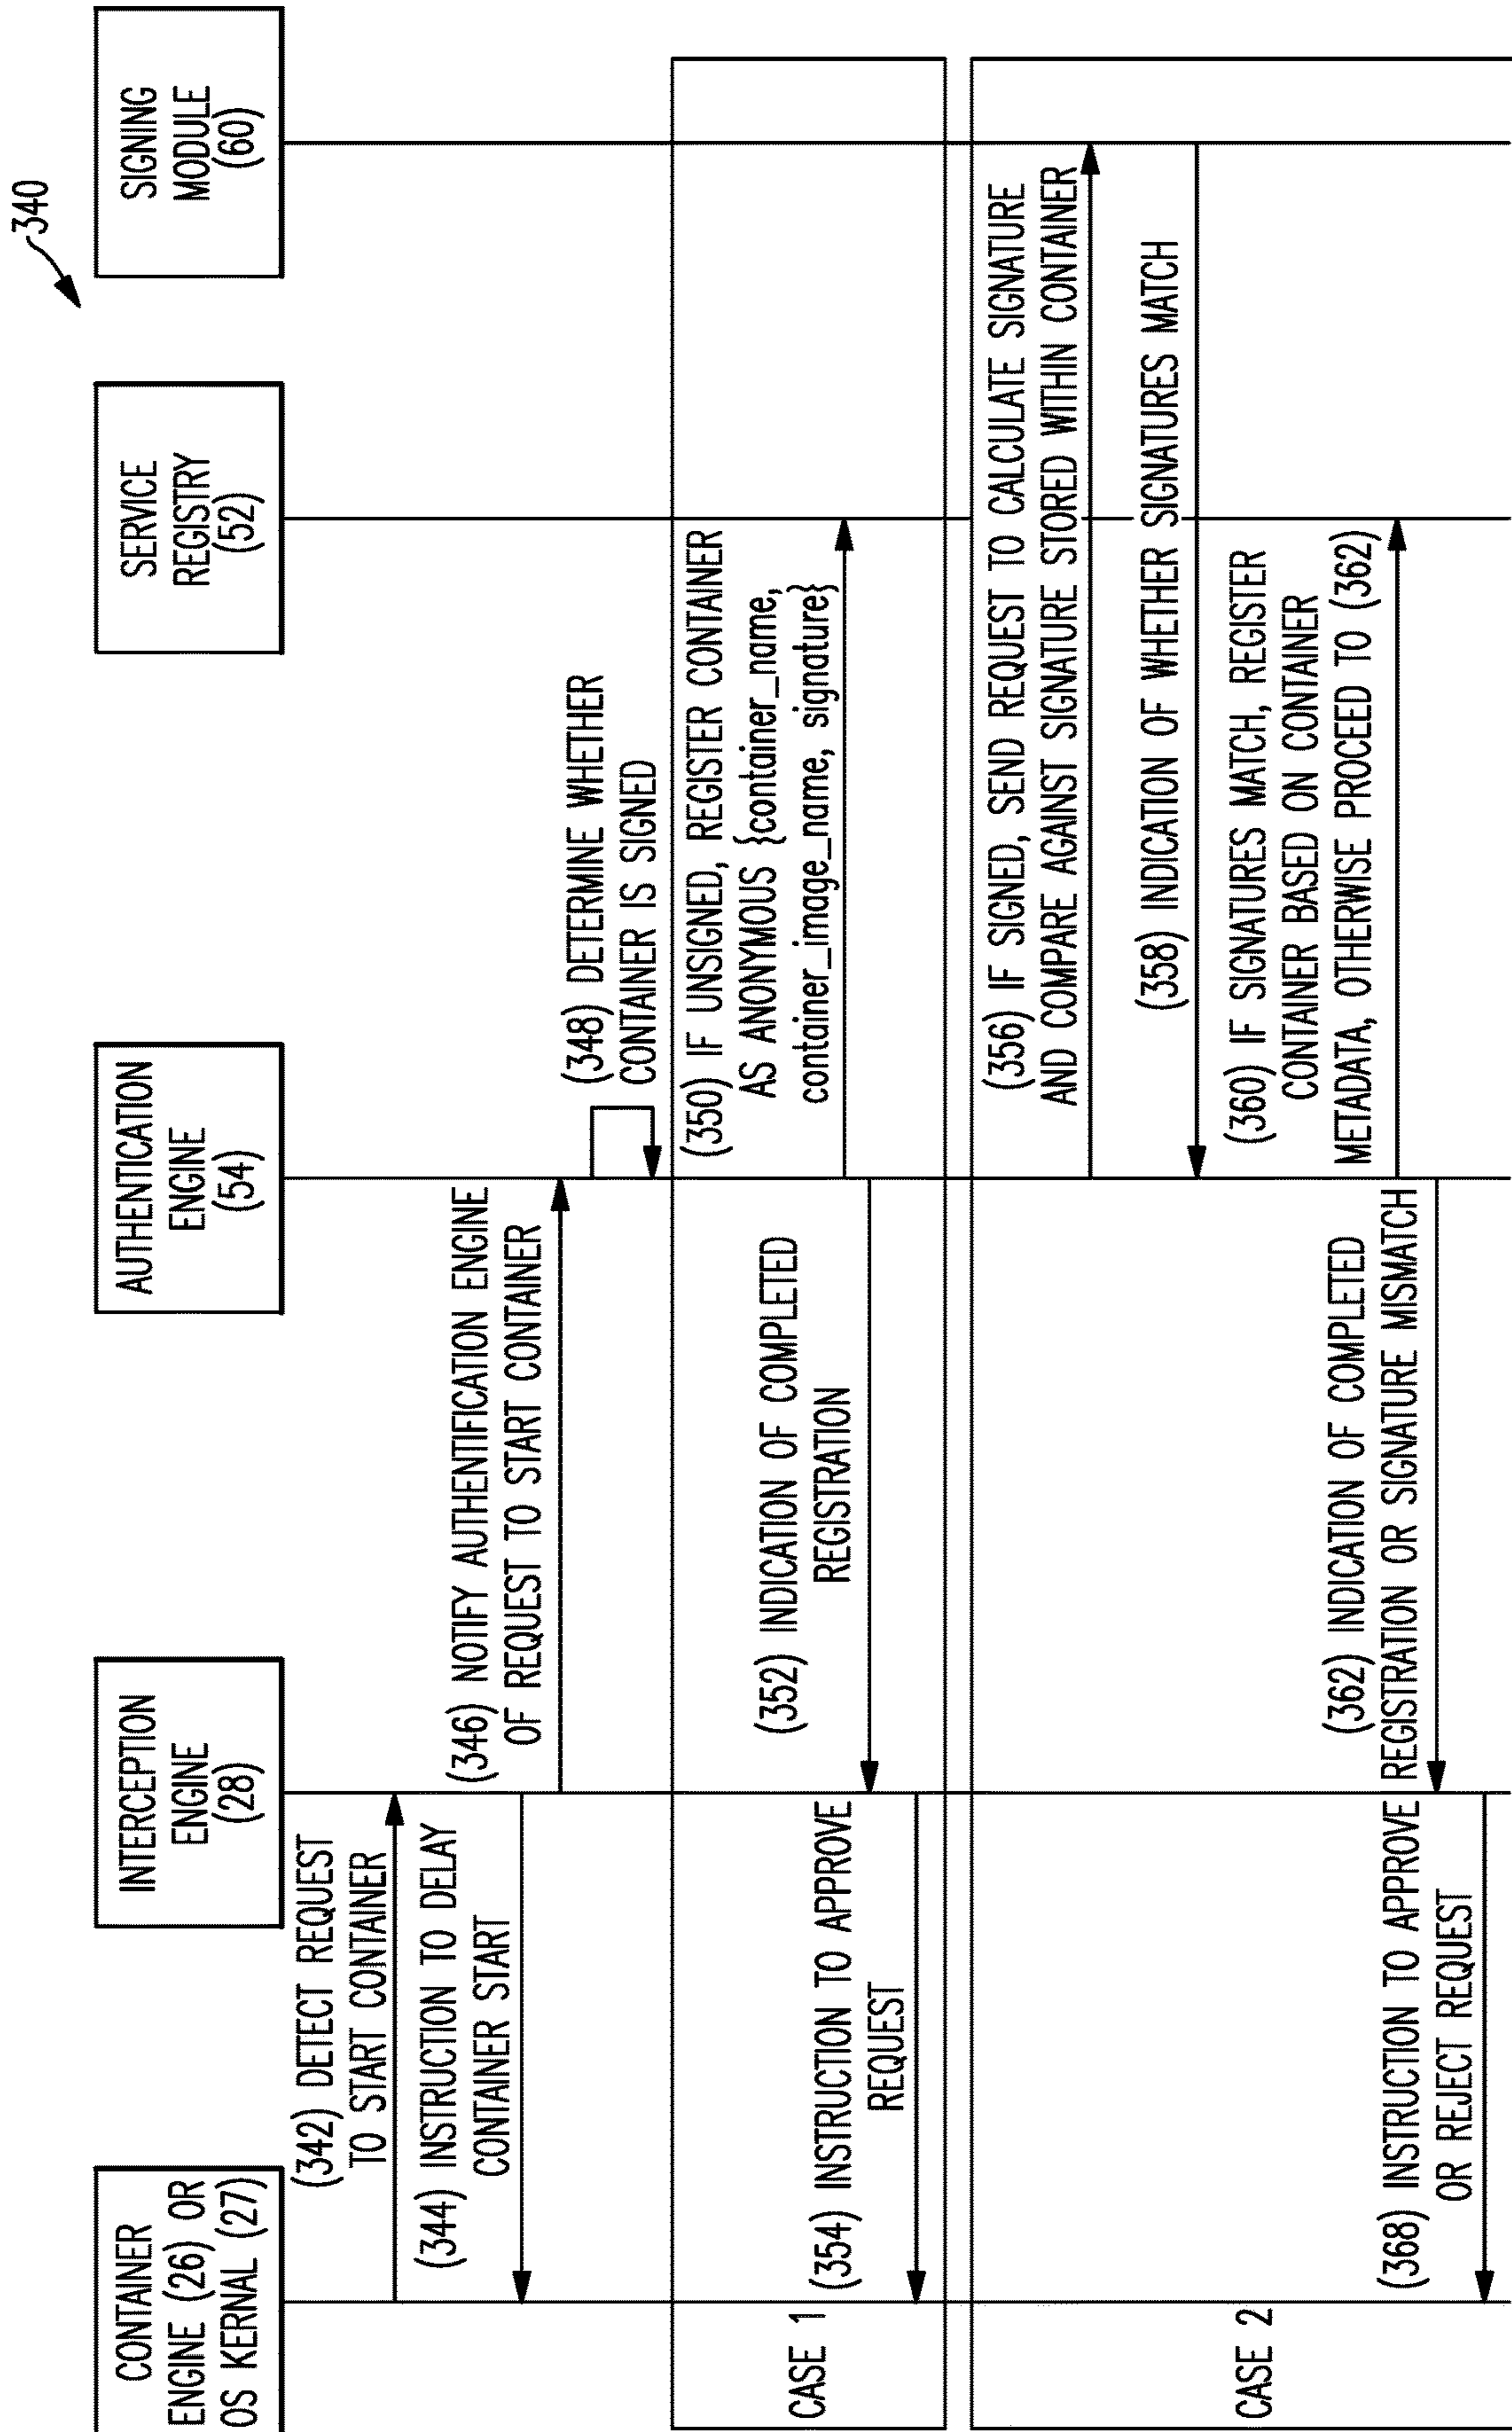 340
CONTAINER
ENGINE (26) OR
OS KERNAL (27)
INTERCEPTION
ENGINE
(28)
AUTHENTICATION
ENGINE
(54)
SERVICE
REGISTRY
(52)
SIGNING
MODULE
(60)
(342) DETECT REQUEST
TO START CONTAINER
(344) INSTRUCTION TO DELAY
CONTAINER START
(346) NOTIFY AUTHENTIFICATION ENGINE
OF REQUEST TO START CONTAINER
(348) DETERMINE WHETHER
CONTAINER IS SIGNED
CASE 1
(350) IF UNSIGNED, REGISTER CONTAINER
AS ANONYMOUS {container_name,
container_image_name, signature}
(352) INDICATION OF COMPLETED
REGISTRATION
(354) INSTRUCTION TO APPROVE
REQUEST
CASE 2
(356) IF SIGNED, SEND REQUEST TO CALCULATE SIGNATURE
AND COMPARE AGAINST SIGNATURE STORED WITHIN CONTAINER
(358) INDICATION OF WHETHER SIGNATURES MATCH
(360) IF SIGNATURES MATCH, REGISTER
CONTAINER BASED ON CONTAINER
METADATA, OTHERWISE PROCEED TO (362)
(362) INDICATION OF COMPLETED
REGISTRATION OR SIGNATURE MISMATCH
(368) INSTRUCTION TO APPROVE
OR REJECT REQUEST